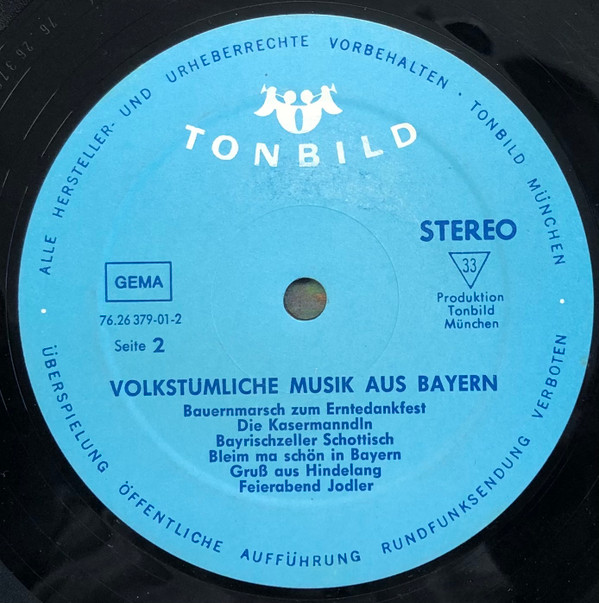 ALLE HERSTELLER- UND URHEBERRECHTE VORBEHALTEN · TONBILD MÜNCHEN
TONBILD
STEREO
33
GEMA
Produktion
Tonbild
München
76.26 379-01-2
Seite 2
VOLKSTUMLICHE MUSIK AUS BAYERN
Bauernmarsch zum Erntedankfest
Die Kasermanndln
Bayrischzeller Schottisch
Bleim ma schön in Bayern
Gruß aus Hindelang
Feierabend Jodler
ÜBERSPIELUNG ÖFFENTLICHE AUFFÜHRUNG RUNDFUNKSENDUNG VERBOTEN